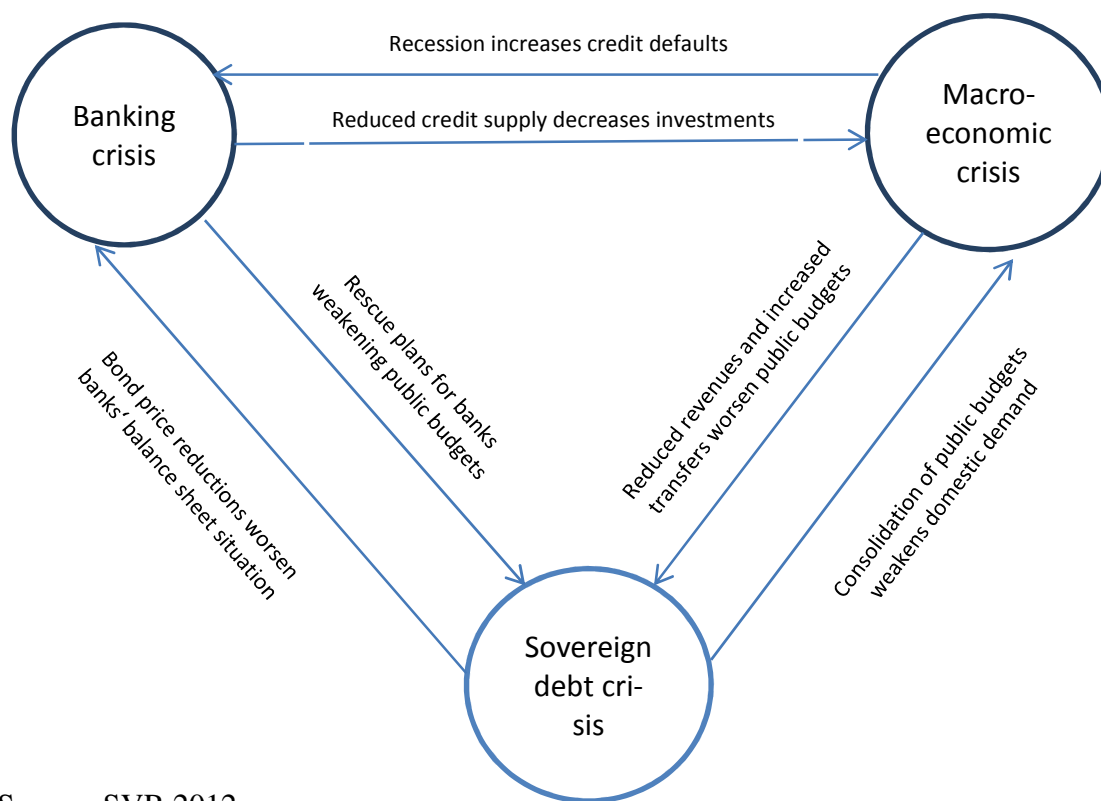 Recession increases credit defaults
Banking
crisis
Reduced credit supply decreases investments
Macro-
economic
crisis
Rescue plans for banks
weakening public budgets
Bond price reductions worsen
banks‘ balance sheet situation
Reduced revenues and increased
transfers worsen public budgets
Consolidation of public budgets
weakens domestic demand
Sovereign
debt cri-
sis
SVR 2012